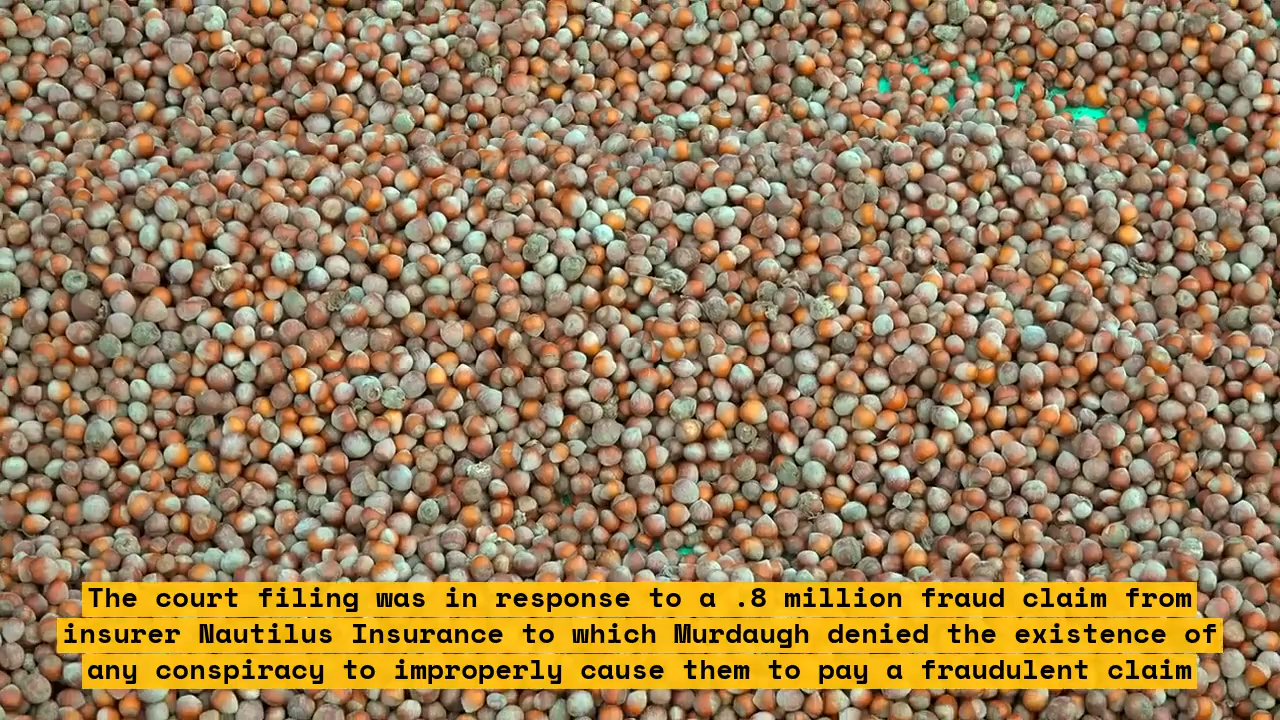 The court filing was in response to a .8 million fraud claim from
insurer Nautilus Insurance to which Murdaugh denied the existence of
any conspiracy to improperly cause them to pay a fraudulent claim